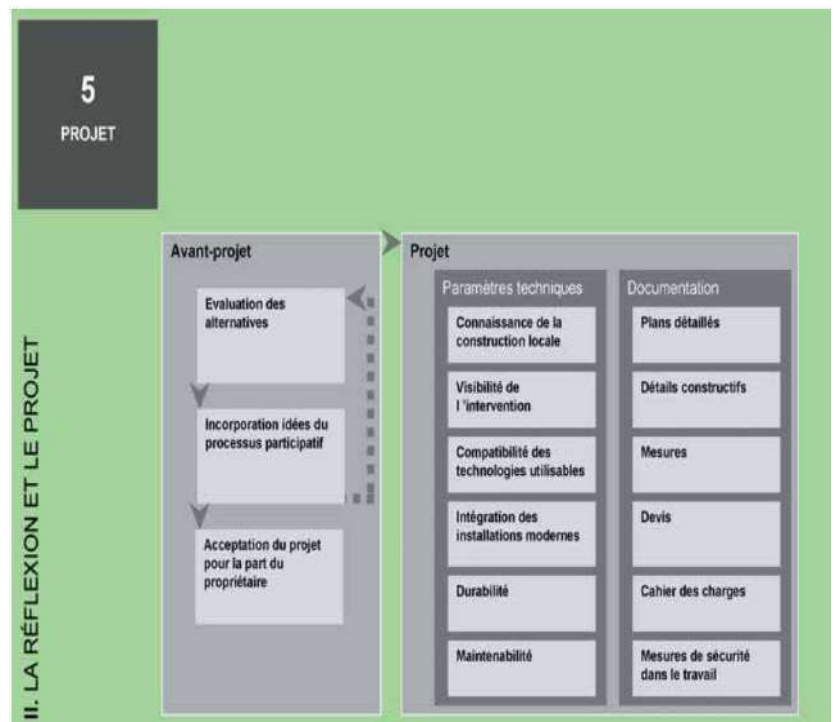 5
PROJET
II. LA RÉFLEXION ET LE PROJET
Avant-projet
Evaluation des
alternatives
Incorporation idées du
processus participatif
Acceptation du projet
pour la part du
propriétaire
Projet
Paramètres techniques
Connaissance de la
construction locale
Visibilité de
l 'intervention
Compatibilité des
technologies utilisables
Intégration des
installations modernes
Durabilité
Maintenabilité
Documentation
Plans détaillés
Détails constructifs
Mesures
Devis
Cahier des charges
Mesures de sécurité
dans le travail